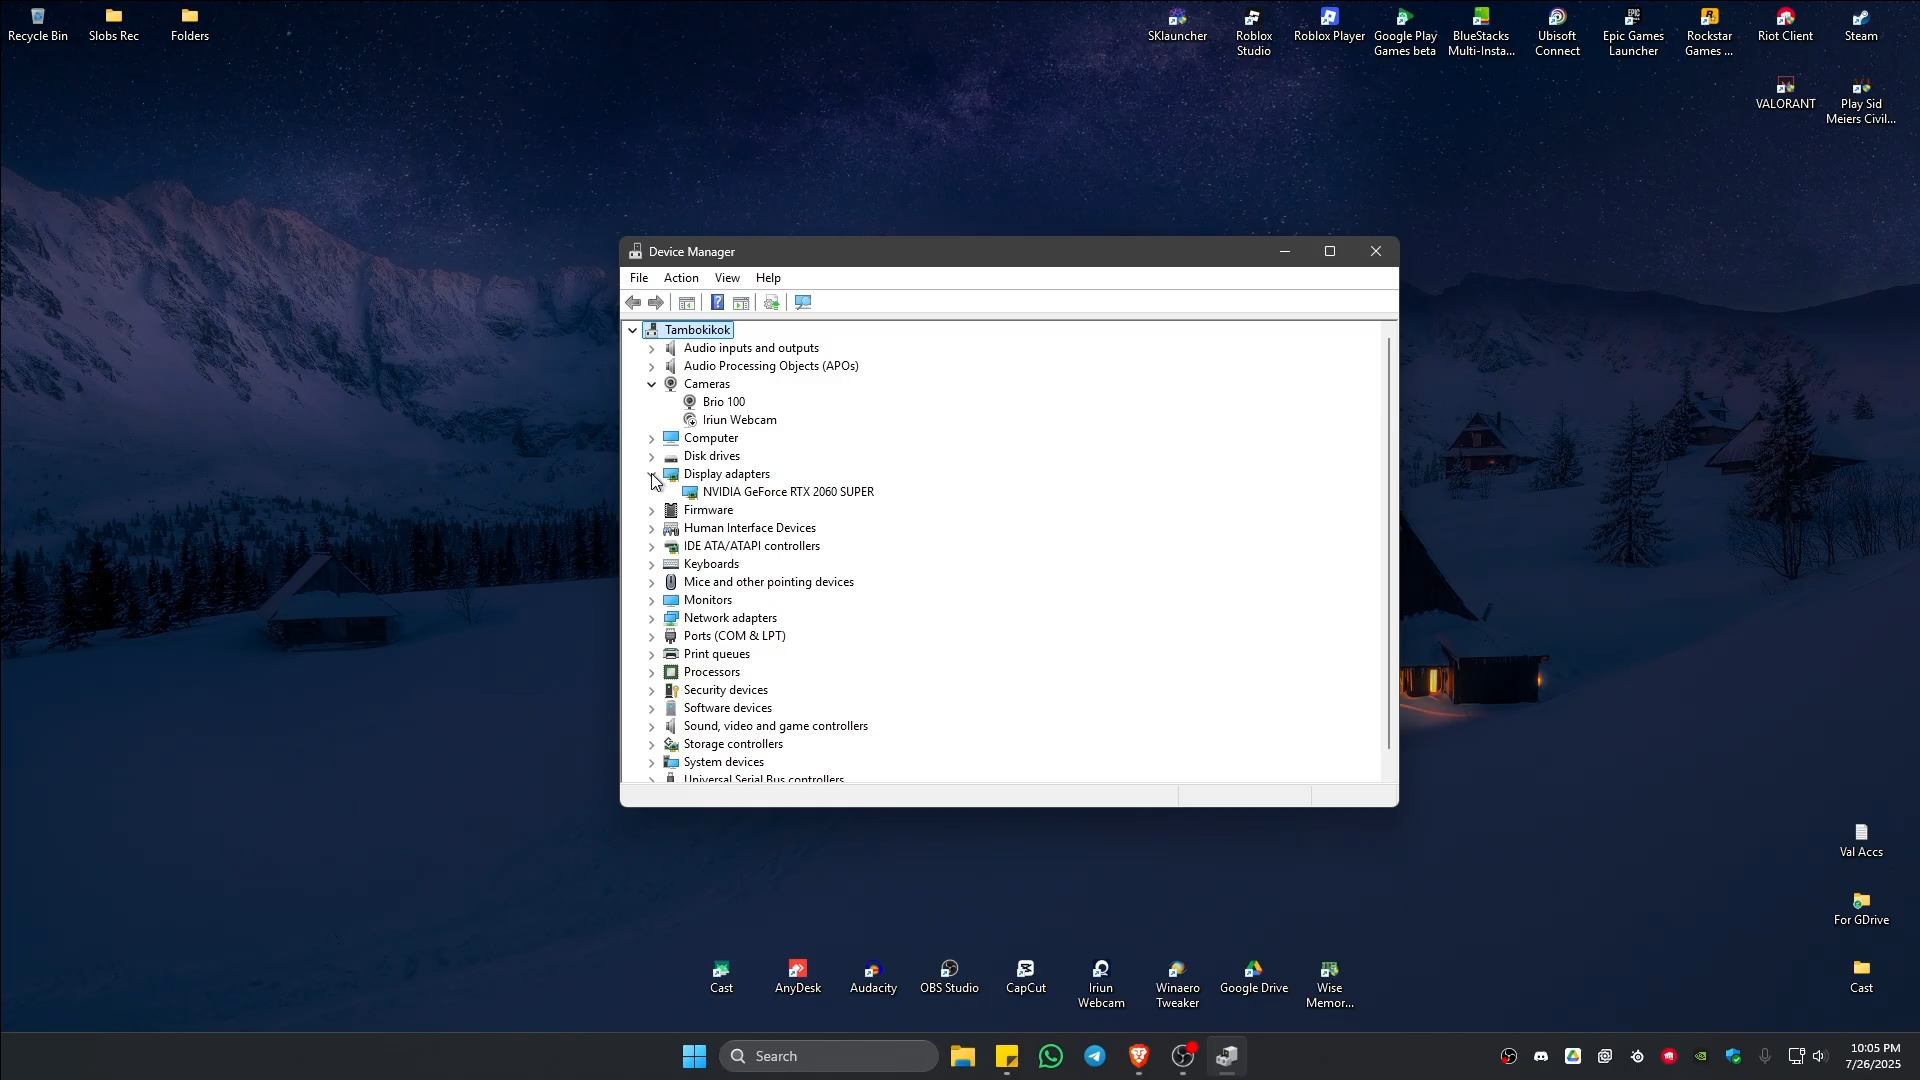 Recycle Bin
Slobs Rec
Folders
SKlauncher
Roblox
Studio
Roblox Player
Google Play
Games beta
BlueStacks
Multi-Insta...
Ubisoft
Connect
Epic Games
Launcher
Rockstar
Games ...
Riot Client
Steam
VALORANT
Play Sid
Meiers Civil...
Device Manager
File Action View Help
Tambokikok
Audio inputs and outputs
Audio Processing Objects (APOs)
Cameras
Brio 100
Iriun Webcam
Computer
Disk drives
Display adapters
NVIDIA GeForce RTX 2060 SUPER
Firmware
Human Interface Devices
IDE ATA/ATAPI controllers
Keyboards
Mice and other pointing devices
Monitors
Network adapters
Ports (COM & LPT)
Print queues
Processors
Security devices
Software devices
Sound, video and game controllers
Storage controllers
System devices
Universal Serial Bus controllers
Val Accs
For GDrive
Cast
Cast
AnyDesk
Audacity
OBS Studio
CapCut
Iriun
Webcam
Winaero
Tweaker
Google Drive
Wise
Memor...
Search
10:05 PM
7/26/2025